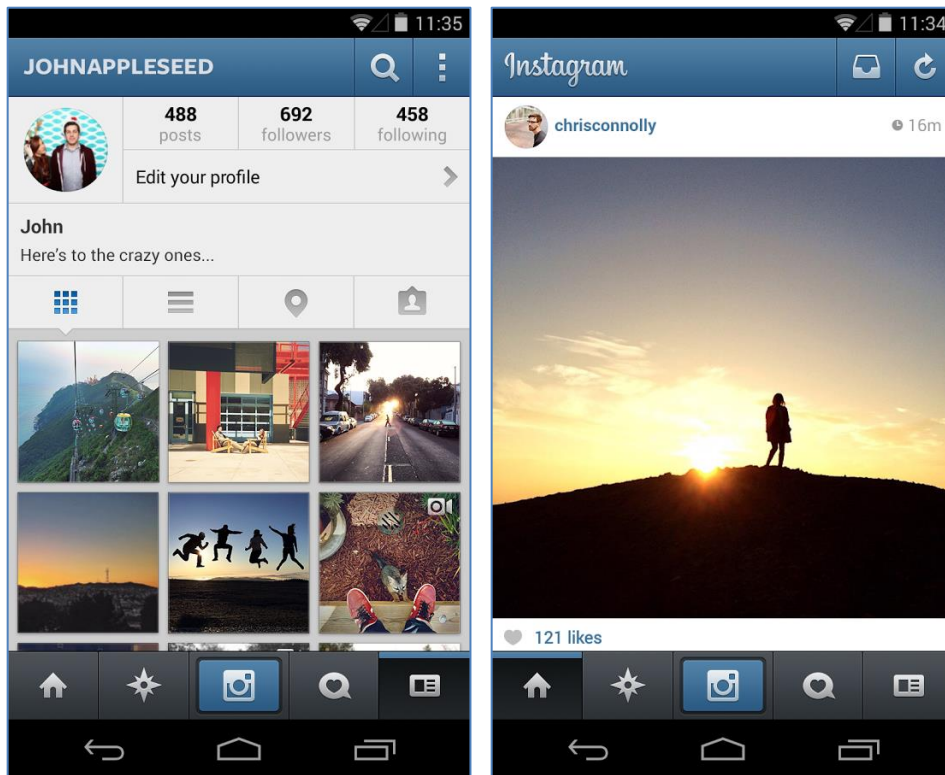 11:35
JOHNAPPLESEED
488 692 458
posts followers following
Edit your profile
John
Here's to the crazy ones...
11:34
Instagram
chrisconnolly 16m
121 likes